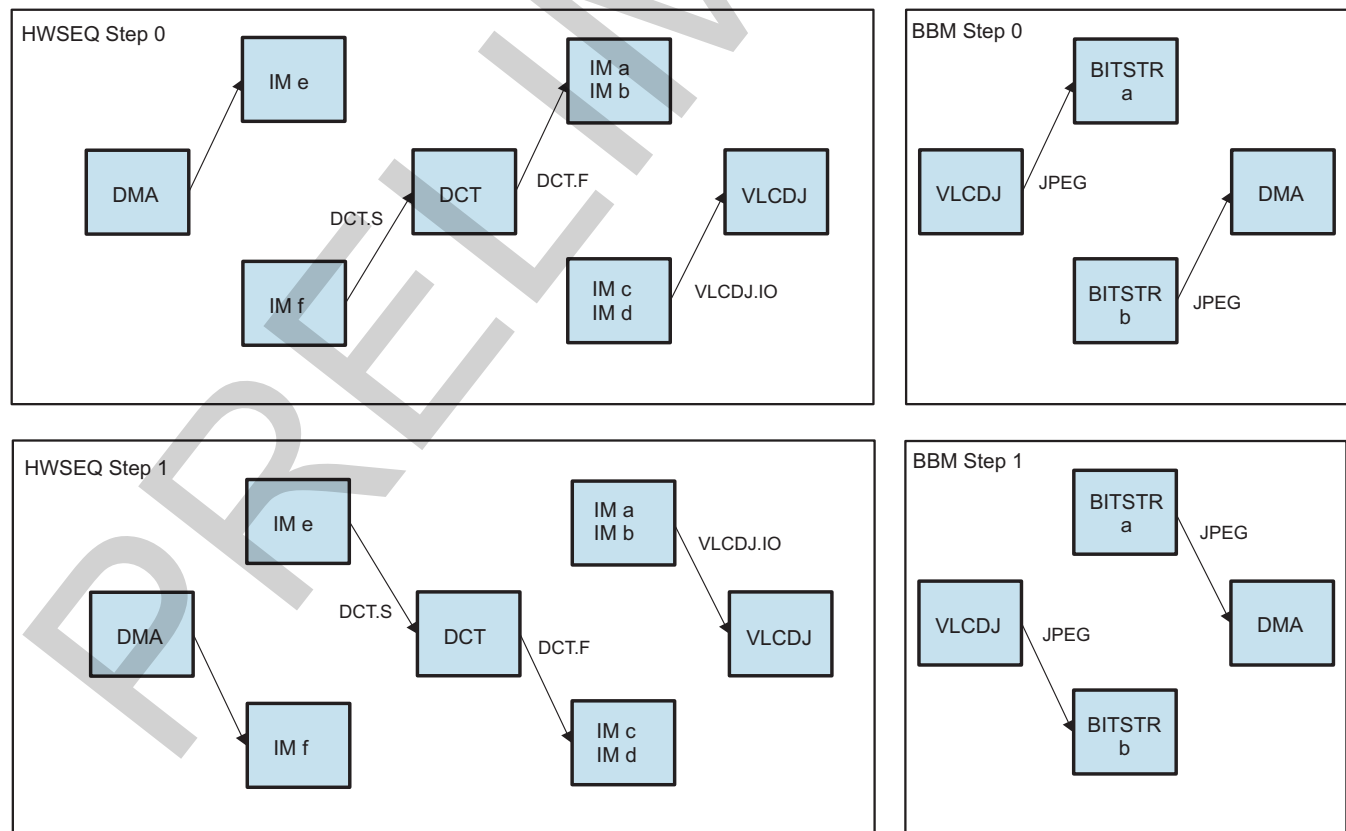 HWSEQ Step 0
IM e
IM a
IM b
DMA
DCT
DCT.F
VLCDJ
DCT.S
IM f
IM c
IM d
VLCDJ.IO
BBM Step 0
BITSTR
a
VLCDJ
JPEG
DMA
BITSTR
b
JPEG
HWSEQ Step 1
IM e
IM a
IM b
VLCDJ.IO
DMA
DCT.S
DCT
DCT.F
VLCDJ
IM f
IM c
IM d
BBM Step 1
BITSTR
a
JPEG
VLCDJ
JPEG
DMA
BITSTR
b
PRELIM